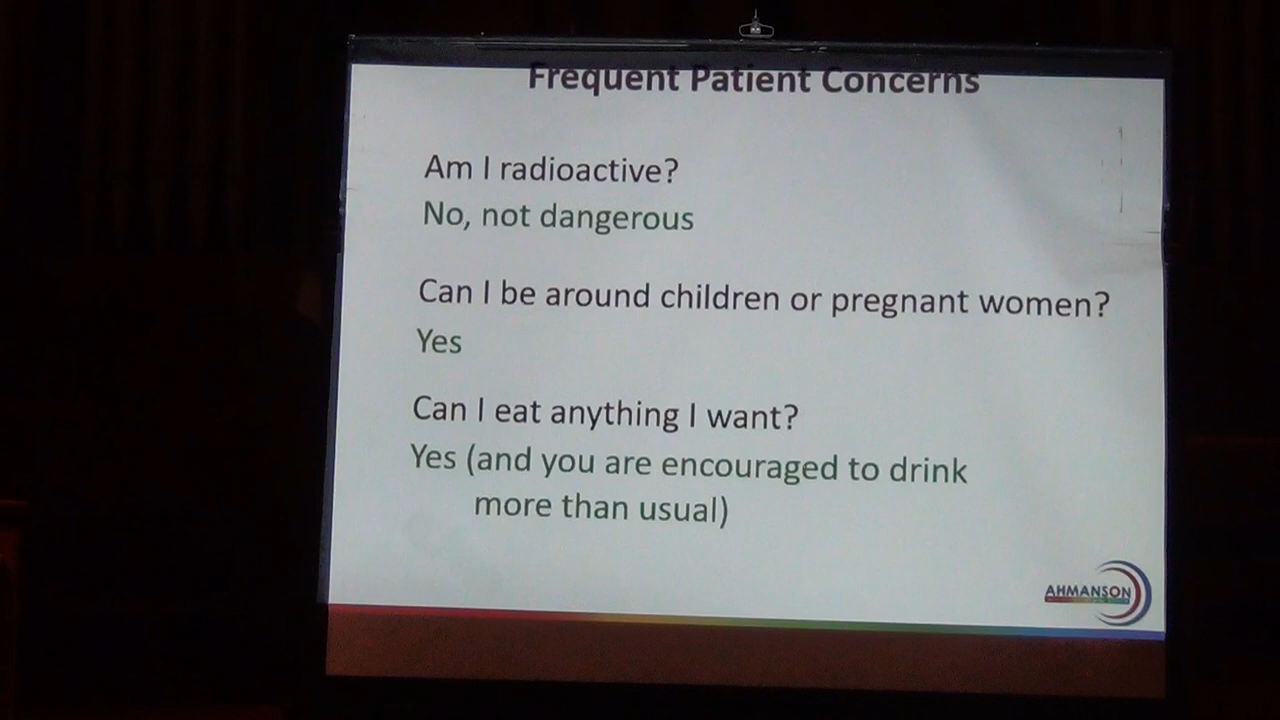 Frequent Patient Concerns
Am I radioactive?
No, not dangerous
Can I be around children or pregnant women?
Yes
Can I eat anything I want?
Yes (and you are encouraged to drink
more than usual)
AHMANSON